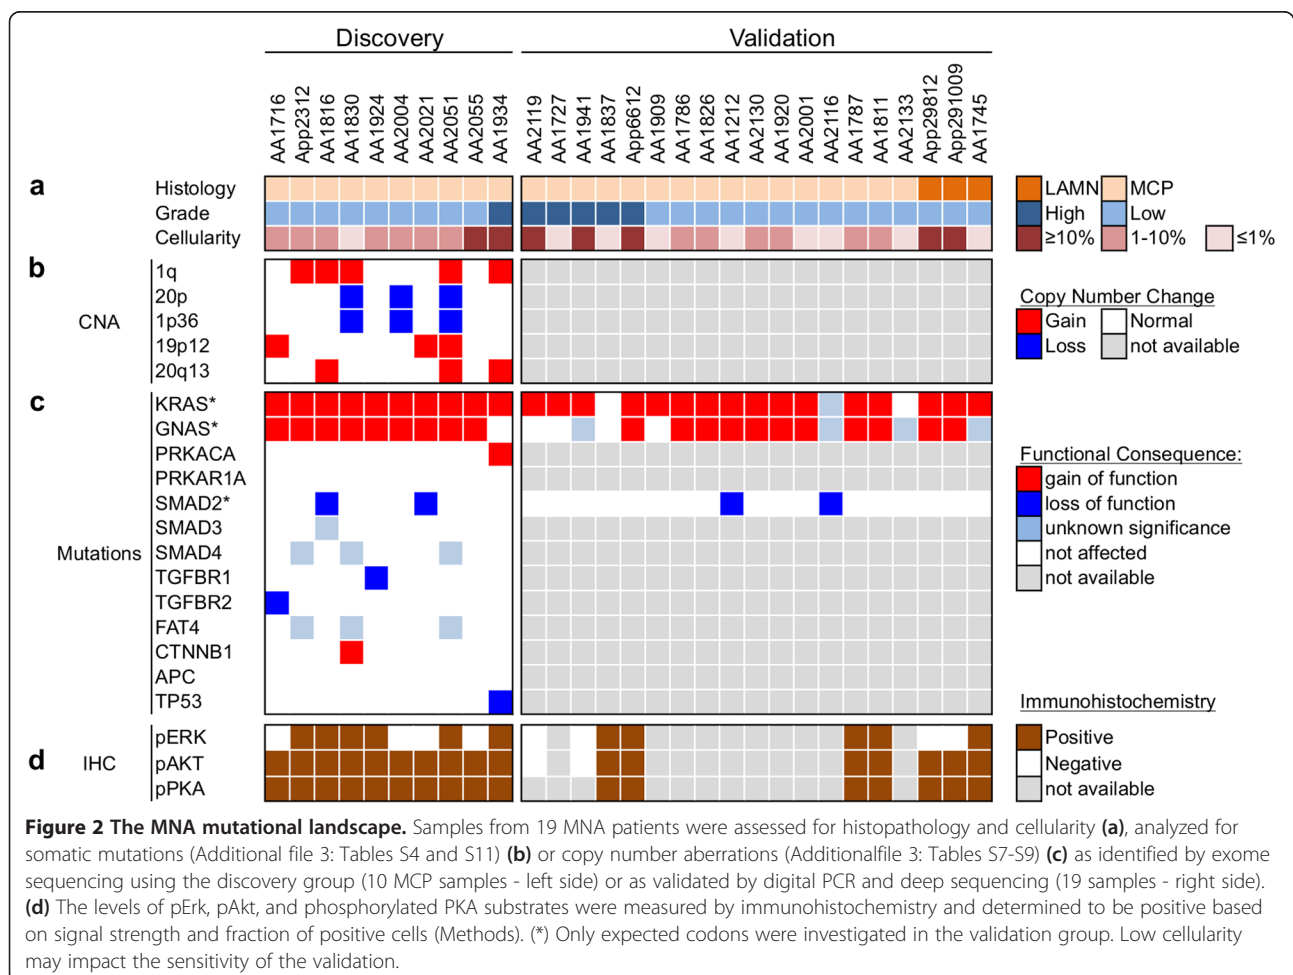 Discovery
Validation
AA1716
App2312
AA1816
AA1830
AA1924
AA2004
AA2021
AA2051
AA2055
AA1934
AA2119
AA1727
AA1941
AA1837
App6612
AA1909
AA1786
AA1826
AA1212
AA2130
AA1920
AA2001
AA2116
AA1787
AA1811
AA2133
App29812
App291009
AA1745
a
Histology
Grade
Cellularity
LAMN MCP
High Low
≥10% 1-10% ≤1%
b
CNA
1q
20p
1p36
19p12
20q13
Copy Number Change
Gain Normal
Loss not available
c
Mutations
KRAS*
GNAS*
PRKACA
PRKAR1A
SMAD2*
SMAD3
SMAD4
TGFBR1
TGFBR2
FAT4
CTNNB1
APC
TP53
Functional Consequence:
gain of function
loss of function
unknown significance
not affected
not available
d
IHC
pERK
pAKT
pPKA
Immunohistochemistry
Positive
Negative
not available
Figure 2 The MNA mutational landscape. Samples from 19 MNA patients were assessed for histopathology and cellularity (a), analyzed for
somatic mutations (Additional file 3: Tables S4 and S11) (b) or copy number aberrations (Additionalfile 3: Tables S7-S9) (c) as identified by exome
sequencing using the discovery group (10 MCP samples - left side) or as validated by digital PCR and deep sequencing (19 samples - right side).
(d) The levels of pErk, pAkt, and phosphorylated PKA substrates were measured by immunohistochemistry and determined to be positive based
on signal strength and fraction of positive cells (Methods). (*) Only expected codons were investigated in the validation group. Low cellularity
may impact the sensitivity of the validation.